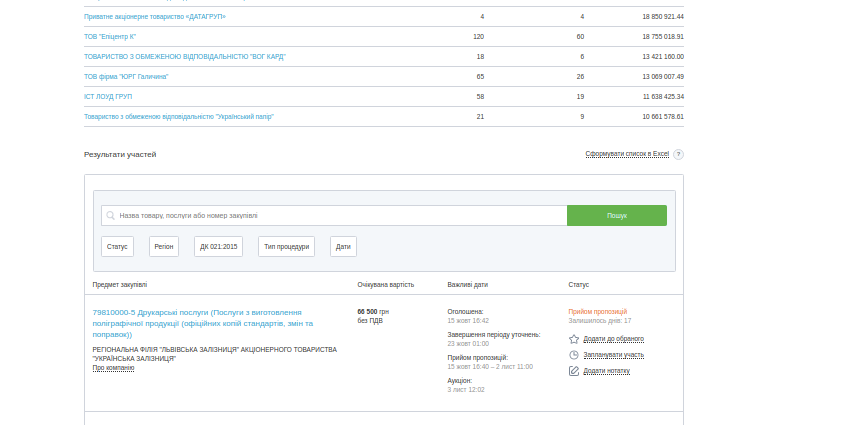 Приватне акціонерне товариство «ДАТАГРУП» 4 4 18 850 921.44
ТОВ "Епіцентр К" 120 60 18 755 018.91
ТОВАРИСТВО З ОБМЕЖЕНОЮ ВІДПОВІДАЛЬНІСТЮ "ВОГ КАРД" 18 6 13 421 160.00
ТОВ фірма "ЮРГ Галичина" 65 26 13 069 007.49
ІСТ ЛОУД ГРУП 58 19 11 638 425.34
Товариство з обмеженою відповідальністю "Український папір" 21 9 10 661 578.61
Результати участей Сформувати список в Excel ?
Назва товару, послуги або номер закупівлі Пошук
Статус Регіон ДК 021:2015 Тип процедури Дати
Предмет закупівлі Очікувана вартість Важливі дати Статус
79810000-5 Друкарські послуги (Послуги з виготовлення
поліграфічної продукції (офіційних копій стандартів, змін та
поправок))
РЕГІОНАЛЬНА ФІЛІЯ "ЛЬВІВСЬКА ЗАЛІЗНИЦЯ" АКЦІОНЕРНОГО ТОВАРИСТВА
"УКРАЇНСЬКА ЗАЛІЗНИЦЯ"
Про компанію
66 500 грн
без ПДВ
Оголошена:
15 жовт 16:42
Завершення періоду уточнень:
23 жовт 01:00
Прийом пропозицій:
15 жовт 16:40 – 2 лист 11:00
Аукціон:
3 лист 12:02
Прийом пропозицій
Залишилось днів: 17
Додати до обраного
Запланувати участь
Додати нотатку